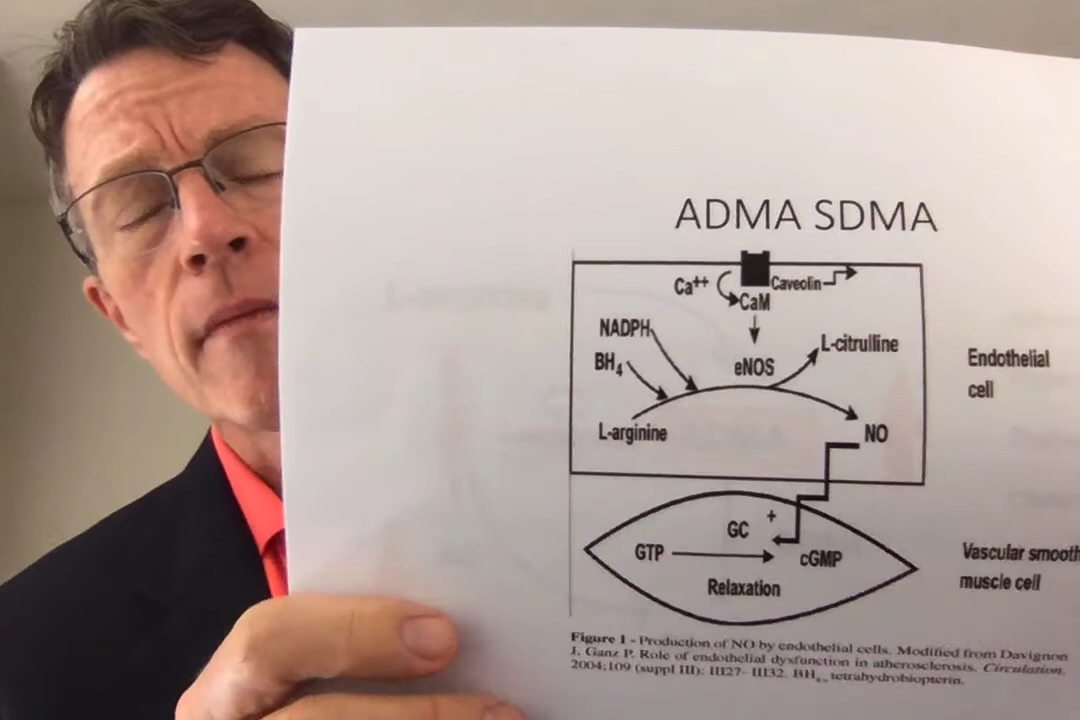 ADMA SDMA
Ca++
Caveolin
CaM
NADPH
L-citrulline
BH4
eNOS
Endothelial
cell
L-arginine
NO
+
GC
GTP
cGMP
Vascular smooth
muscle cell
Relaxation
Figure 1 - Production of NO by endothelial cells. Modified from Davignon
J, Ganz P. Role of endothelial dysfunction in atherosclerosis. Circulation.
2004;109 (suppl III): III27- III32. BH4, tetrahydrobiopterin.